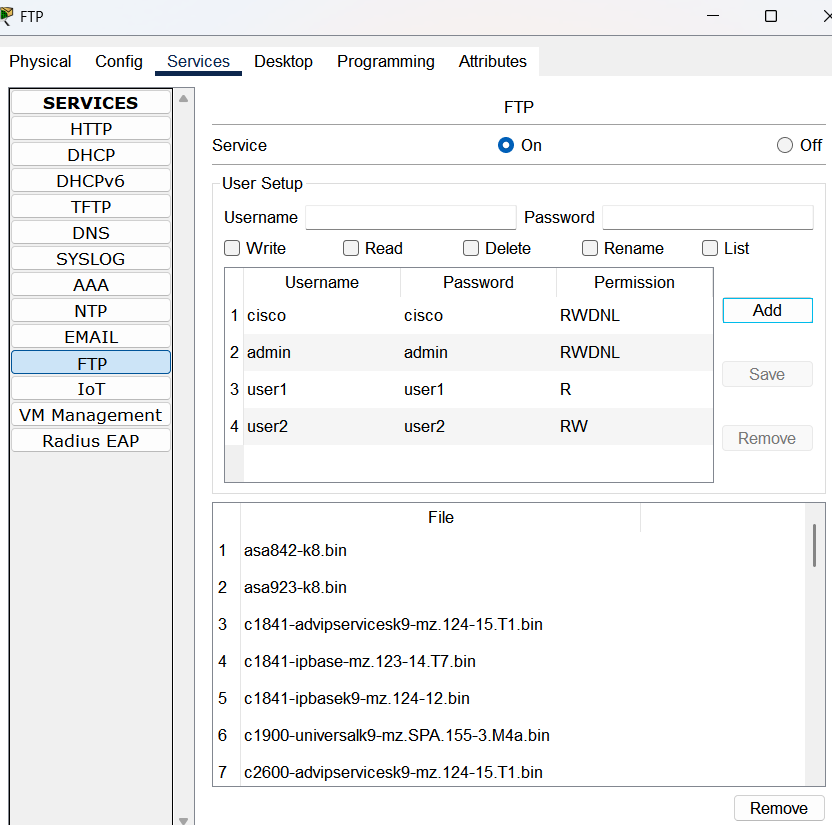 FTP
Physical Config Services Desktop Programming Attributes
SERVICES
HTTP
DHCP
DHCPv6
TFTP
DNS
SYSLOG
AAA
NTP
EMAIL
FTP
IoT
VM Management
Radius EAP
FTP
Service On Off
User Setup
Username Password
Write Read Delete Rename List
Username Password Permission
1 cisco cisco RWDNL
2 admin admin RWDNL
3 user1 user1 R
4 user2 user2 RW
Add
Save
Remove
File
1 asa842-k8.bin
2 asa923-k8.bin
3 c1841-advipservicesk9-mz.124-15.T1.bin
4 c1841-ipbase-mz.123-14.T7.bin
5 c1841-ipbasek9-mz.124-12.bin
6 c1900-universalk9-mz.SPA.155-3.M4a.bin
7 c2600-advipservicesk9-mz.124-15.T1.bin
Remove